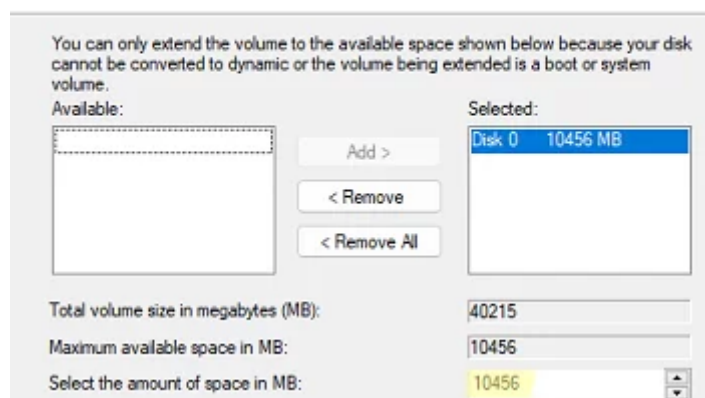 You can only extend the volume to the available space shown below because your disk
cannot be converted to dynamic or the volume being extended is a boot or system
volume.
Available:
Selected:
Disk 0 10456 MB
Add >
< Remove
< Remove All
Total volume size in megabytes (MB): 40215
Maximum available space in MB: 10456
Select the amount of space in MB: 10456